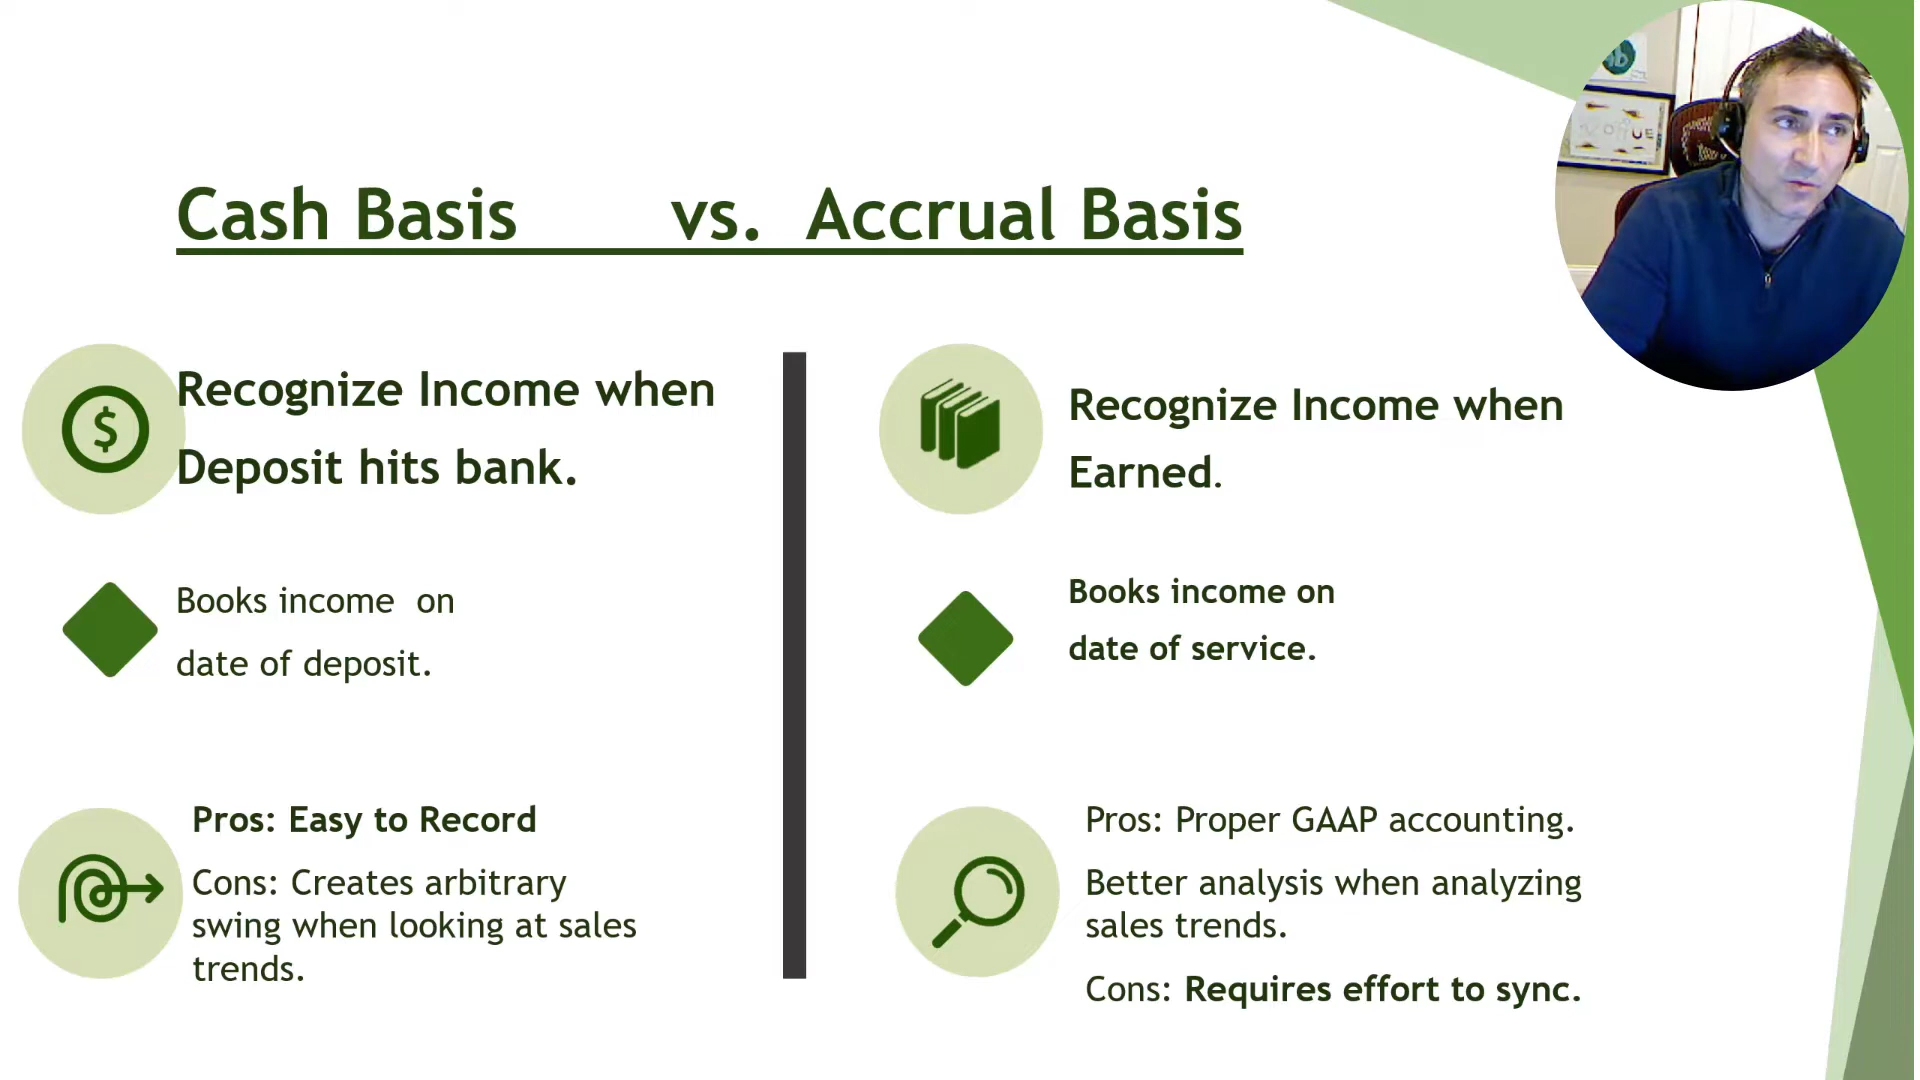 Cash Basis vs. Accrual Basis
Recognize Income when
Deposit hits bank.
Books income on
date of deposit.
Pros: Easy to Record
Cons: Creates arbitrary
swing when looking at sales
trends.
Recognize Income when
Earned.
Books income on
date of service.
Pros: Proper GAAP accounting.
Better analysis when analyzing
sales trends.
Cons: Requires effort to sync.